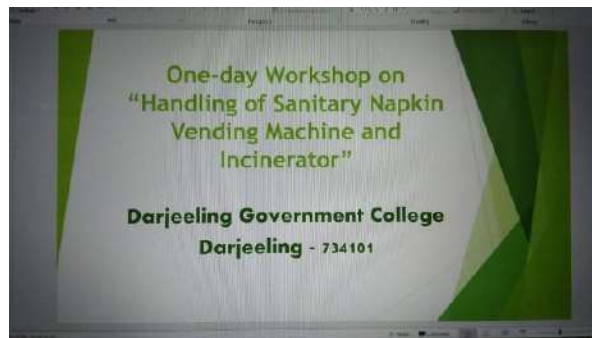 One-day Workshop on
“Handling of Sanitary Napkin
Vending Machine and
Incinerator”
Darjeeling Government College
Darjeeling - 734101